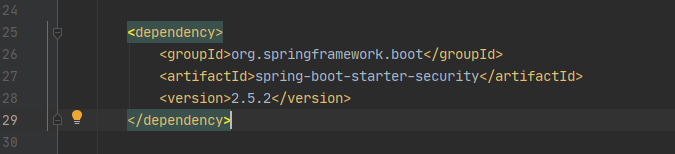 24
25 <dependency>
26 <groupId>org.springframework.boot</groupId>
27 <artifactId>spring-boot-starter-security</artifactId>
28 <version>2.5.2</version>
29 </dependency>
30